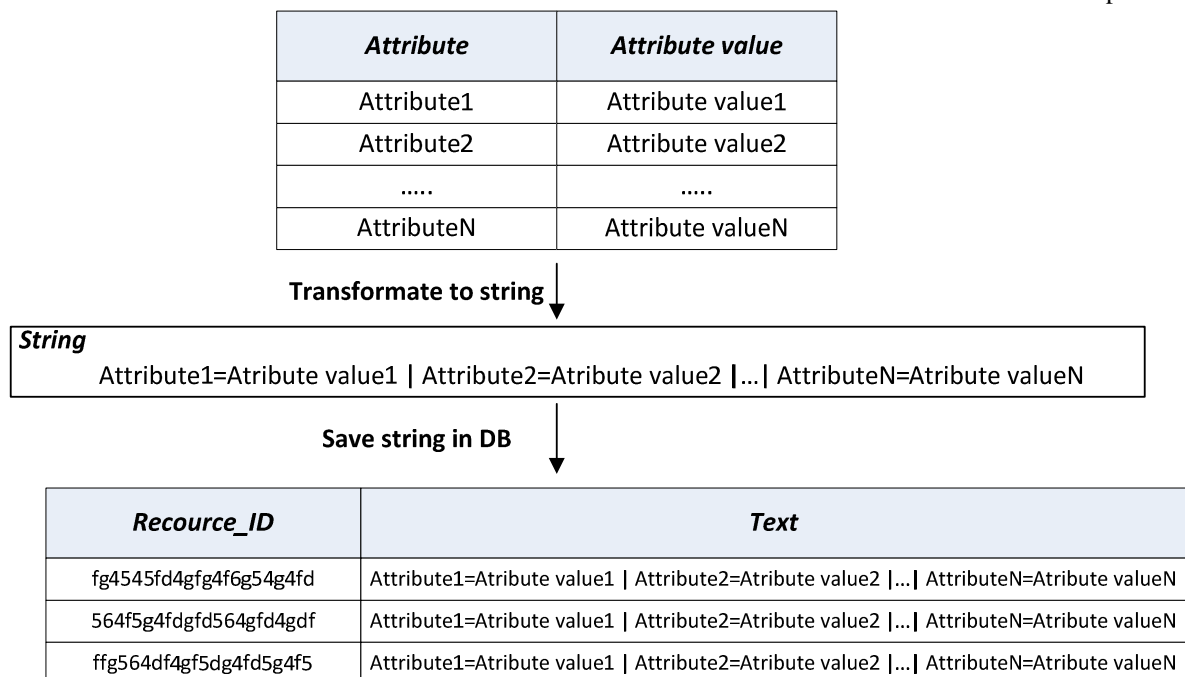 Attribute Attribute value
Attribute1 Attribute value1
Attribute2 Attribute value2
..... .....
AttributeN Attribute valueN
Transformate to string
String
Attribute1=Atribute value1 | Attribute2=Atribute value2 |...| AttributeN=Atribute valueN
Save string in DB
Recource_ID Text
fg4545fd4gfg4f6g54g4fd Attribute1=Atribute value1 | Attribute2=Atribute value2 |...| AttributeN=Atribute valueN
564f5g4fdgfd564gfd4gdf Attribute1=Atribute value1 | Attribute2=Atribute value2 |...| AttributeN=Atribute valueN
ffg564df4gf5dg4fd5g4f5 Attribute1=Atribute value1 | Attribute2=Atribute value2 |...| AttributeN=Atribute valueN